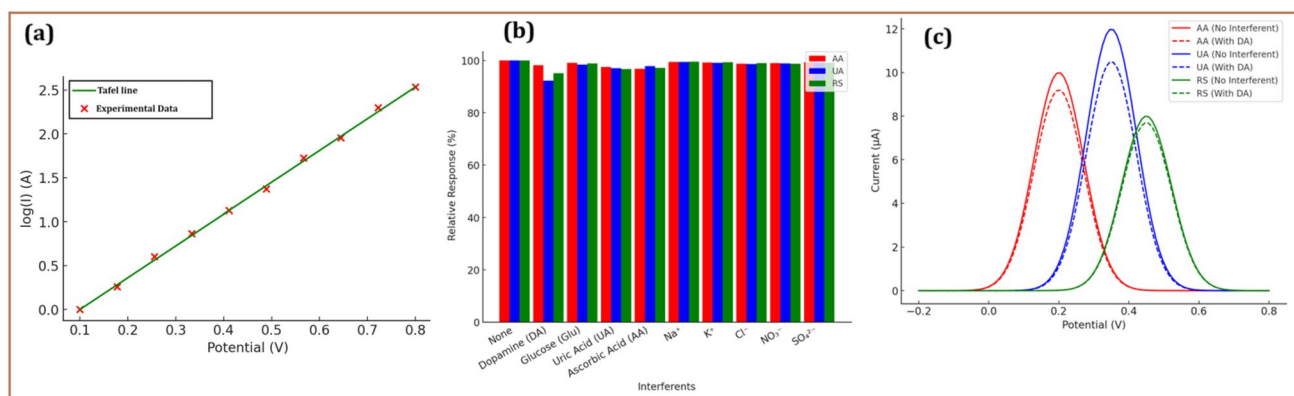 (a)
Tafel line
Experimental Data
log(I) (A)
2.5
2.0
1.5
1.0
0.5
0.0
0.1 0.2 0.3 0.4 0.5 0.6 0.7 0.8
Potential (V)
(b)
AA
UA
RS
Relative Response (%)
100
80
60
40
20
0
None
Dopamine (DA)
Glucose (Glu)
Uric Acid (UA)
Ascorbic Acid (AA)
Na⁺
K⁺
Cl⁻
NO₃⁻
SO₄²⁻
Interferents
(c)
AA (No Interferent)
AA (With DA)
UA (No Interferent)
UA (With DA)
RS (No Interferent)
RS (With DA)
Current (µA)
12
10
8
6
4
2
0
−0.2 0.0 0.2 0.4 0.6 0.8
Potential (V)